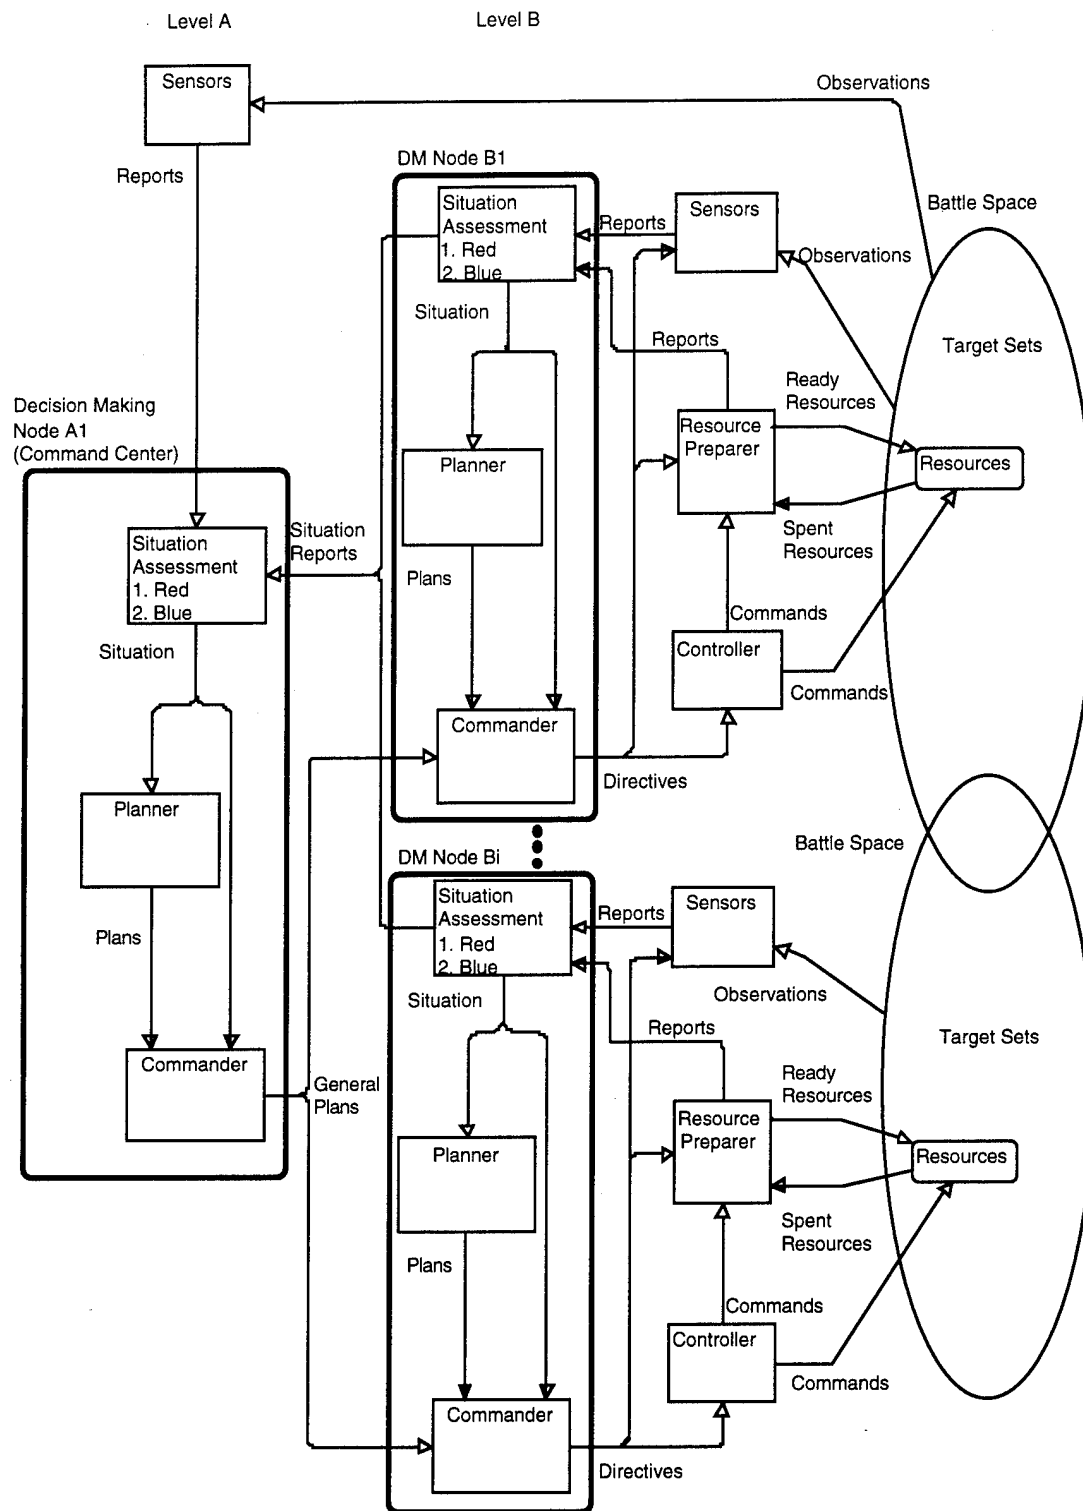 Level A
Level B
Sensors
Observations
Reports
DM Node B1
Situation
Assessment
1. Red
2. Blue
Reports
Sensors
Battle Space
Observations
Situation
Reports
Target Sets
Ready
Resources
Decision Making
Node A1
(Command Center)
Planner
Resource
Preparer
Resources
Situation
Assessment
1. Red
2. Blue
Situation
Reports
Spent
Resources
Plans
Commands
Situation
Controller
Commands
Commander
Directives
Planner
Battle Space
DM Node Bi
Situation
Assessment
1. Red
2. Blue
Reports
Sensors
Plans
Situation
Observations
Reports
Target Sets
Commander
General
Plans
Ready
Resources
Planner
Resource
Preparer
Resources
Spent
Resources
Plans
Commands
Controller
Commands
Commander
Directives